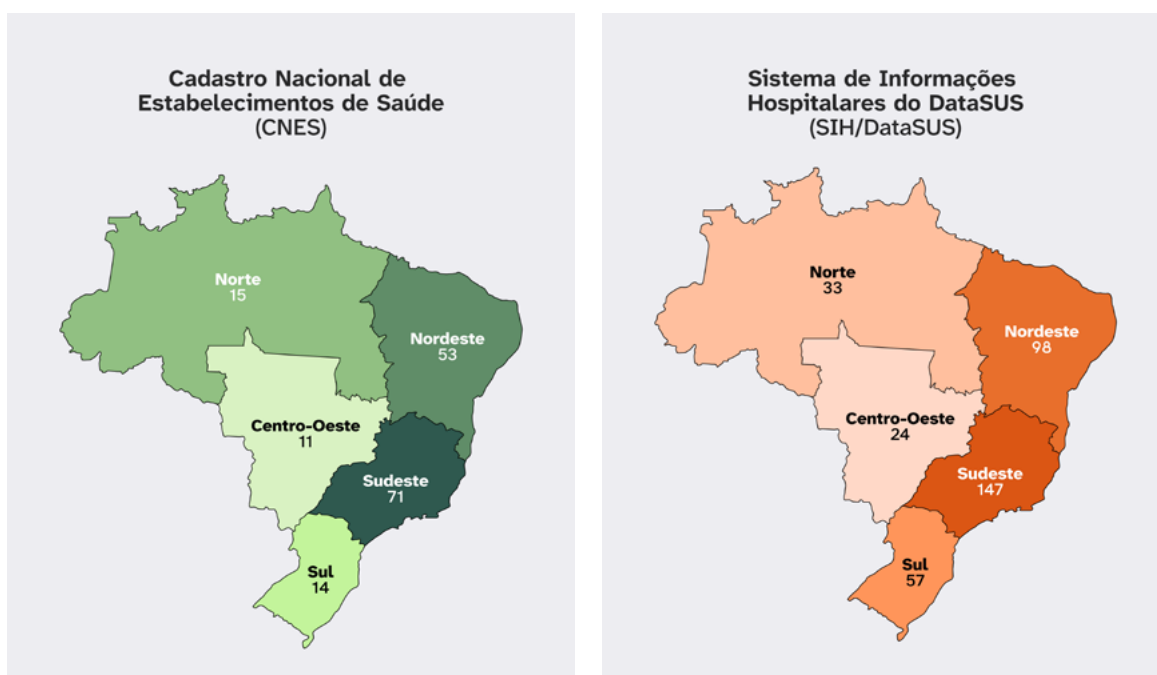 Cadastro Nacional de
Estabelecimentos de Saúde
(CNES)
Norte
15
Nordeste
53
Centro-Oeste
11
Sudeste
71
Sul
14
Sistema de Informações
Hospitalares do DataSUS
(SIH/DataSUS)
Norte
33
Nordeste
98
Centro-Oeste
24
Sudeste
147
Sul
57